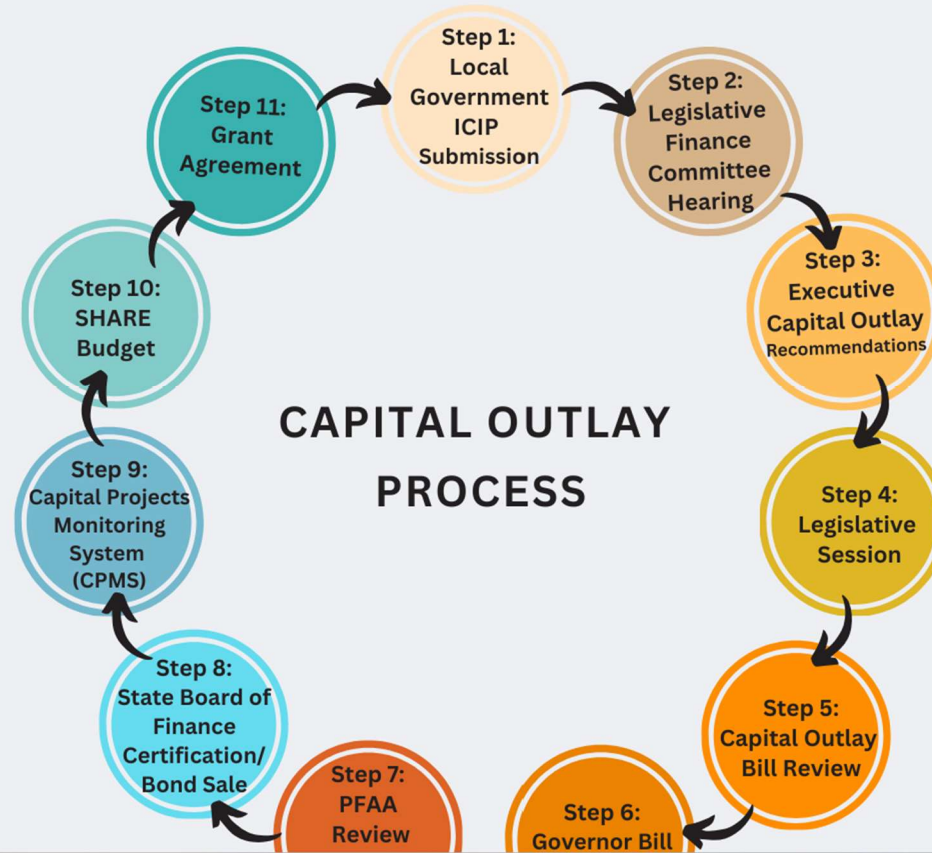 CAPITAL OUTLAY
PROCESS
Step 1:
Local
Government
ICIP
Submission
Step 2:
Legislative
Finance
Committee
Hearing
Step 3:
Executive
Capital Outlay
Recommendations
Step 4:
Legislative
Session
Step 5:
Capital Outlay
Bill Review
Step 6:
Governor Bill
Step 7:
PFAA
Review
Step 8:
State Board of
Finance
Certification/
Bond Sale
Step 9:
Capital Projects
Monitoring
System
(CPMS)
Step 10:
SHARE
Budget
Step 11:
Grant
Agreement